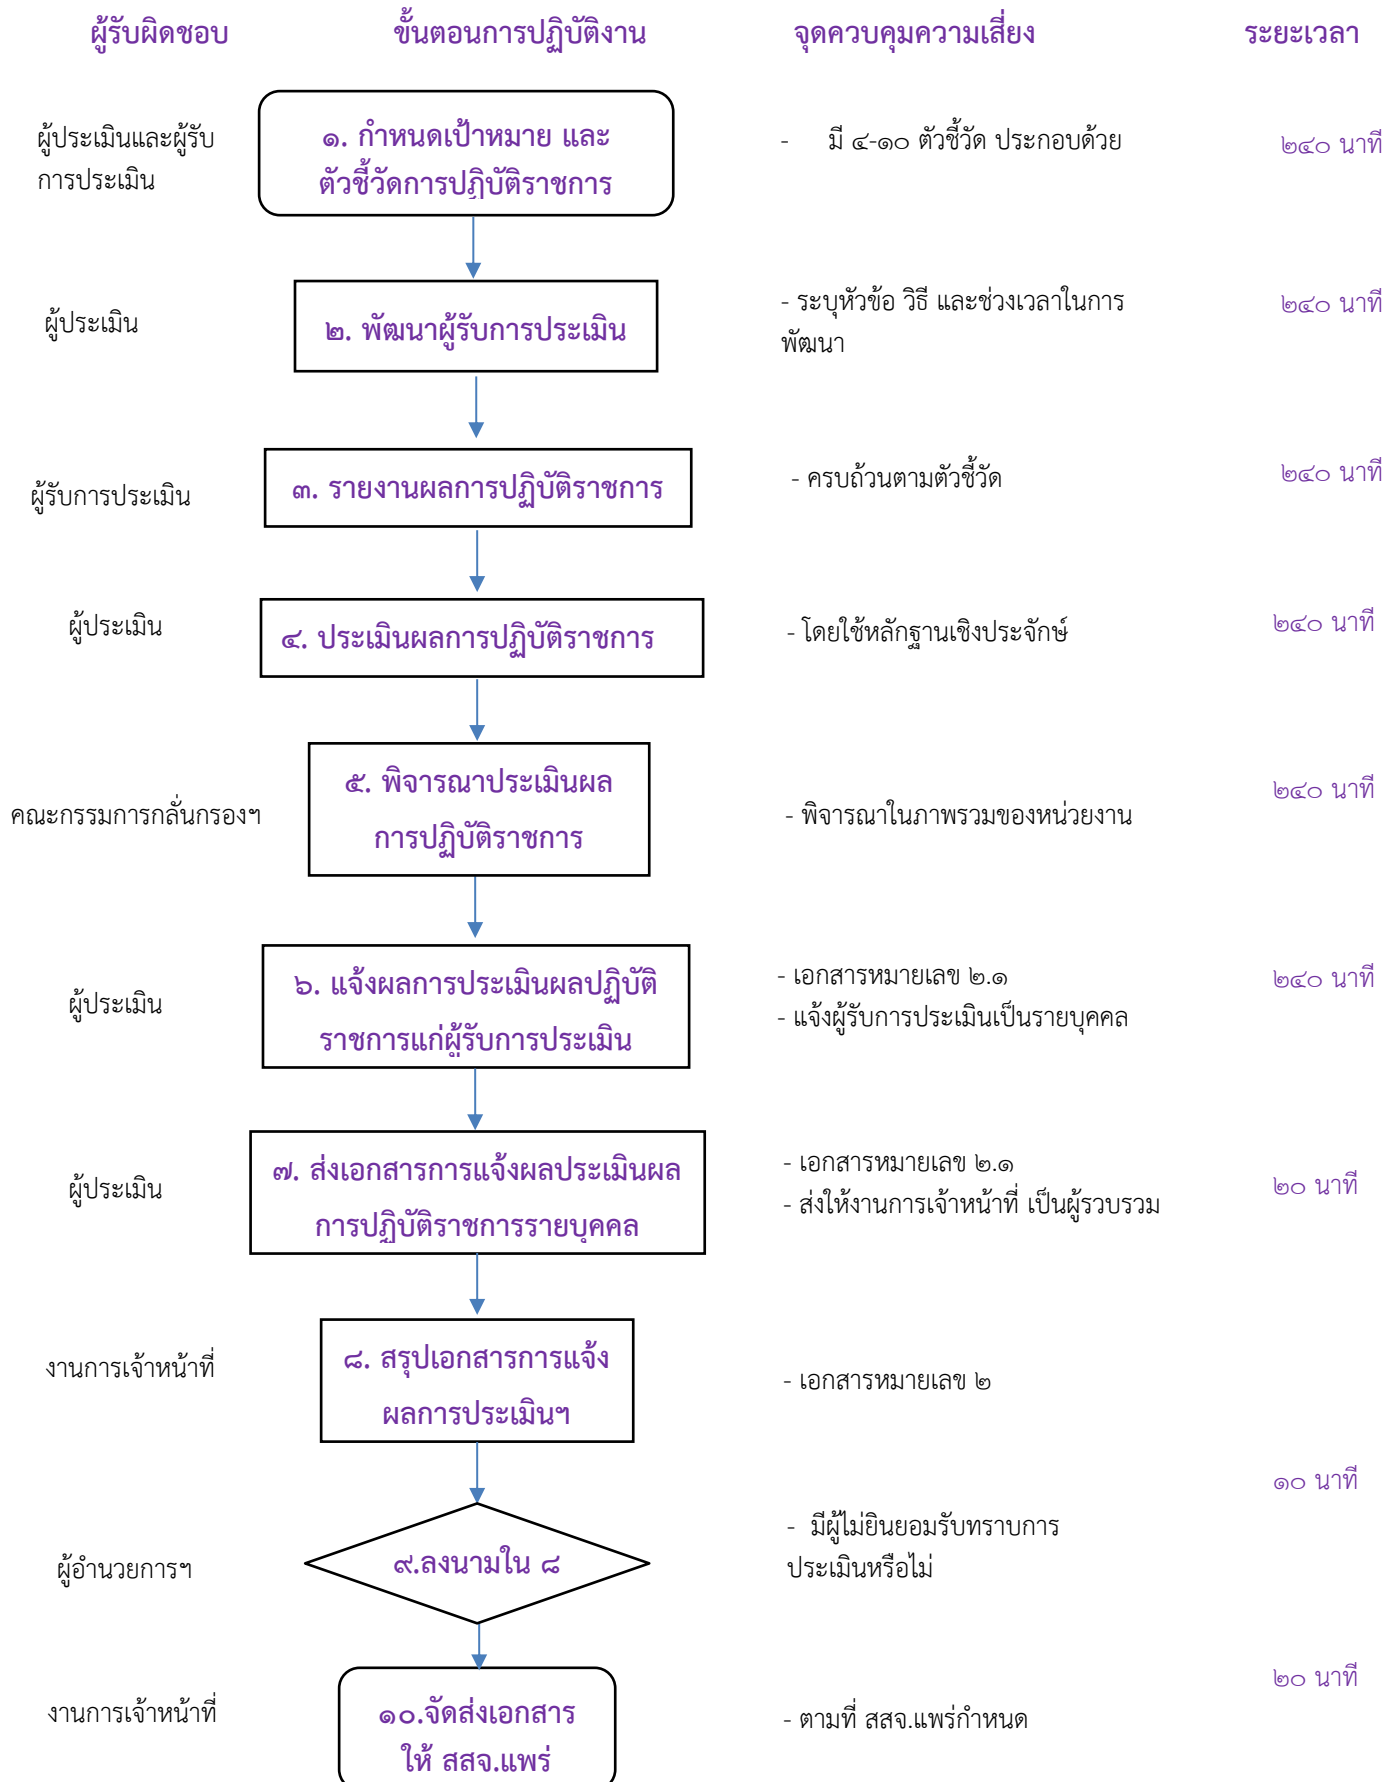 ผู้รับผิดชอบ ขั้นตอนการปฏิบัติงาน จุดควบคุมความเสี่ยง ระยะเวลา
ผู้ประเมินและผู้รับ
การประเมิน
๑. กำหนดเป้าหมาย และ
ตัวชี้วัดการปฏิบัติราชการ
- มี ๔-๑๐ ตัวชี้วัด ประกอบด้วย
๒๔๐ นาที
ผู้ประเมิน
๒. พัฒนาผู้รับการประเมิน
- ระบุหัวข้อ วิธี และช่วงเวลาในการ
พัฒนา
๒๔๐ นาที
ผู้รับการประเมิน
๓. รายงานผลการปฏิบัติราชการ
- ครบถ้วนตามตัวชี้วัด
๒๔๐ นาที
ผู้ประเมิน
๔. ประเมินผลการปฏิบัติราชการ
- โดยใช้หลักฐานเชิงประจักษ์
๒๔๐ นาที
คณะกรรมการกลั่นกรองฯ
๕. พิจารณาประเมินผล
การปฏิบัติราชการ
- พิจารณาในภาพรวมของหน่วยงาน
๒๔๐ นาที
ผู้ประเมิน
๖. แจ้งผลการประเมินผลปฏิบัติ
ราชการแก่ผู้รับการประเมิน
- เอกสารหมายเลข ๒.๑
- แจ้งผู้รับการประเมินเป็นรายบุคคล
๒๔๐ นาที
ผู้ประเมิน
๗. ส่งเอกสารการแจ้งผลประเมินผล
การปฏิบัติราชการรายบุคคล
- เอกสารหมายเลข ๒.๑
- ส่งให้งานการเจ้าหน้าที่ เป็นผู้รวบรวม
๒๐ นาที
งานการเจ้าหน้าที่
๘. สรุปเอกสารการแจ้ง
ผลการประเมินฯ
- เอกสารหมายเลข ๒
๑๐ นาที
ผู้อำนวยการฯ
๙.ลงนามใน ๘
- มีผู้ไม่ยินยอมรับทราบการ
ประเมินหรือไม่
๒๐ นาที
งานการเจ้าหน้าที่
๑๐.จัดส่งเอกสาร
ให้ สสจ.แพร่
- ตามที่ สสจ.แพร่กำหนด